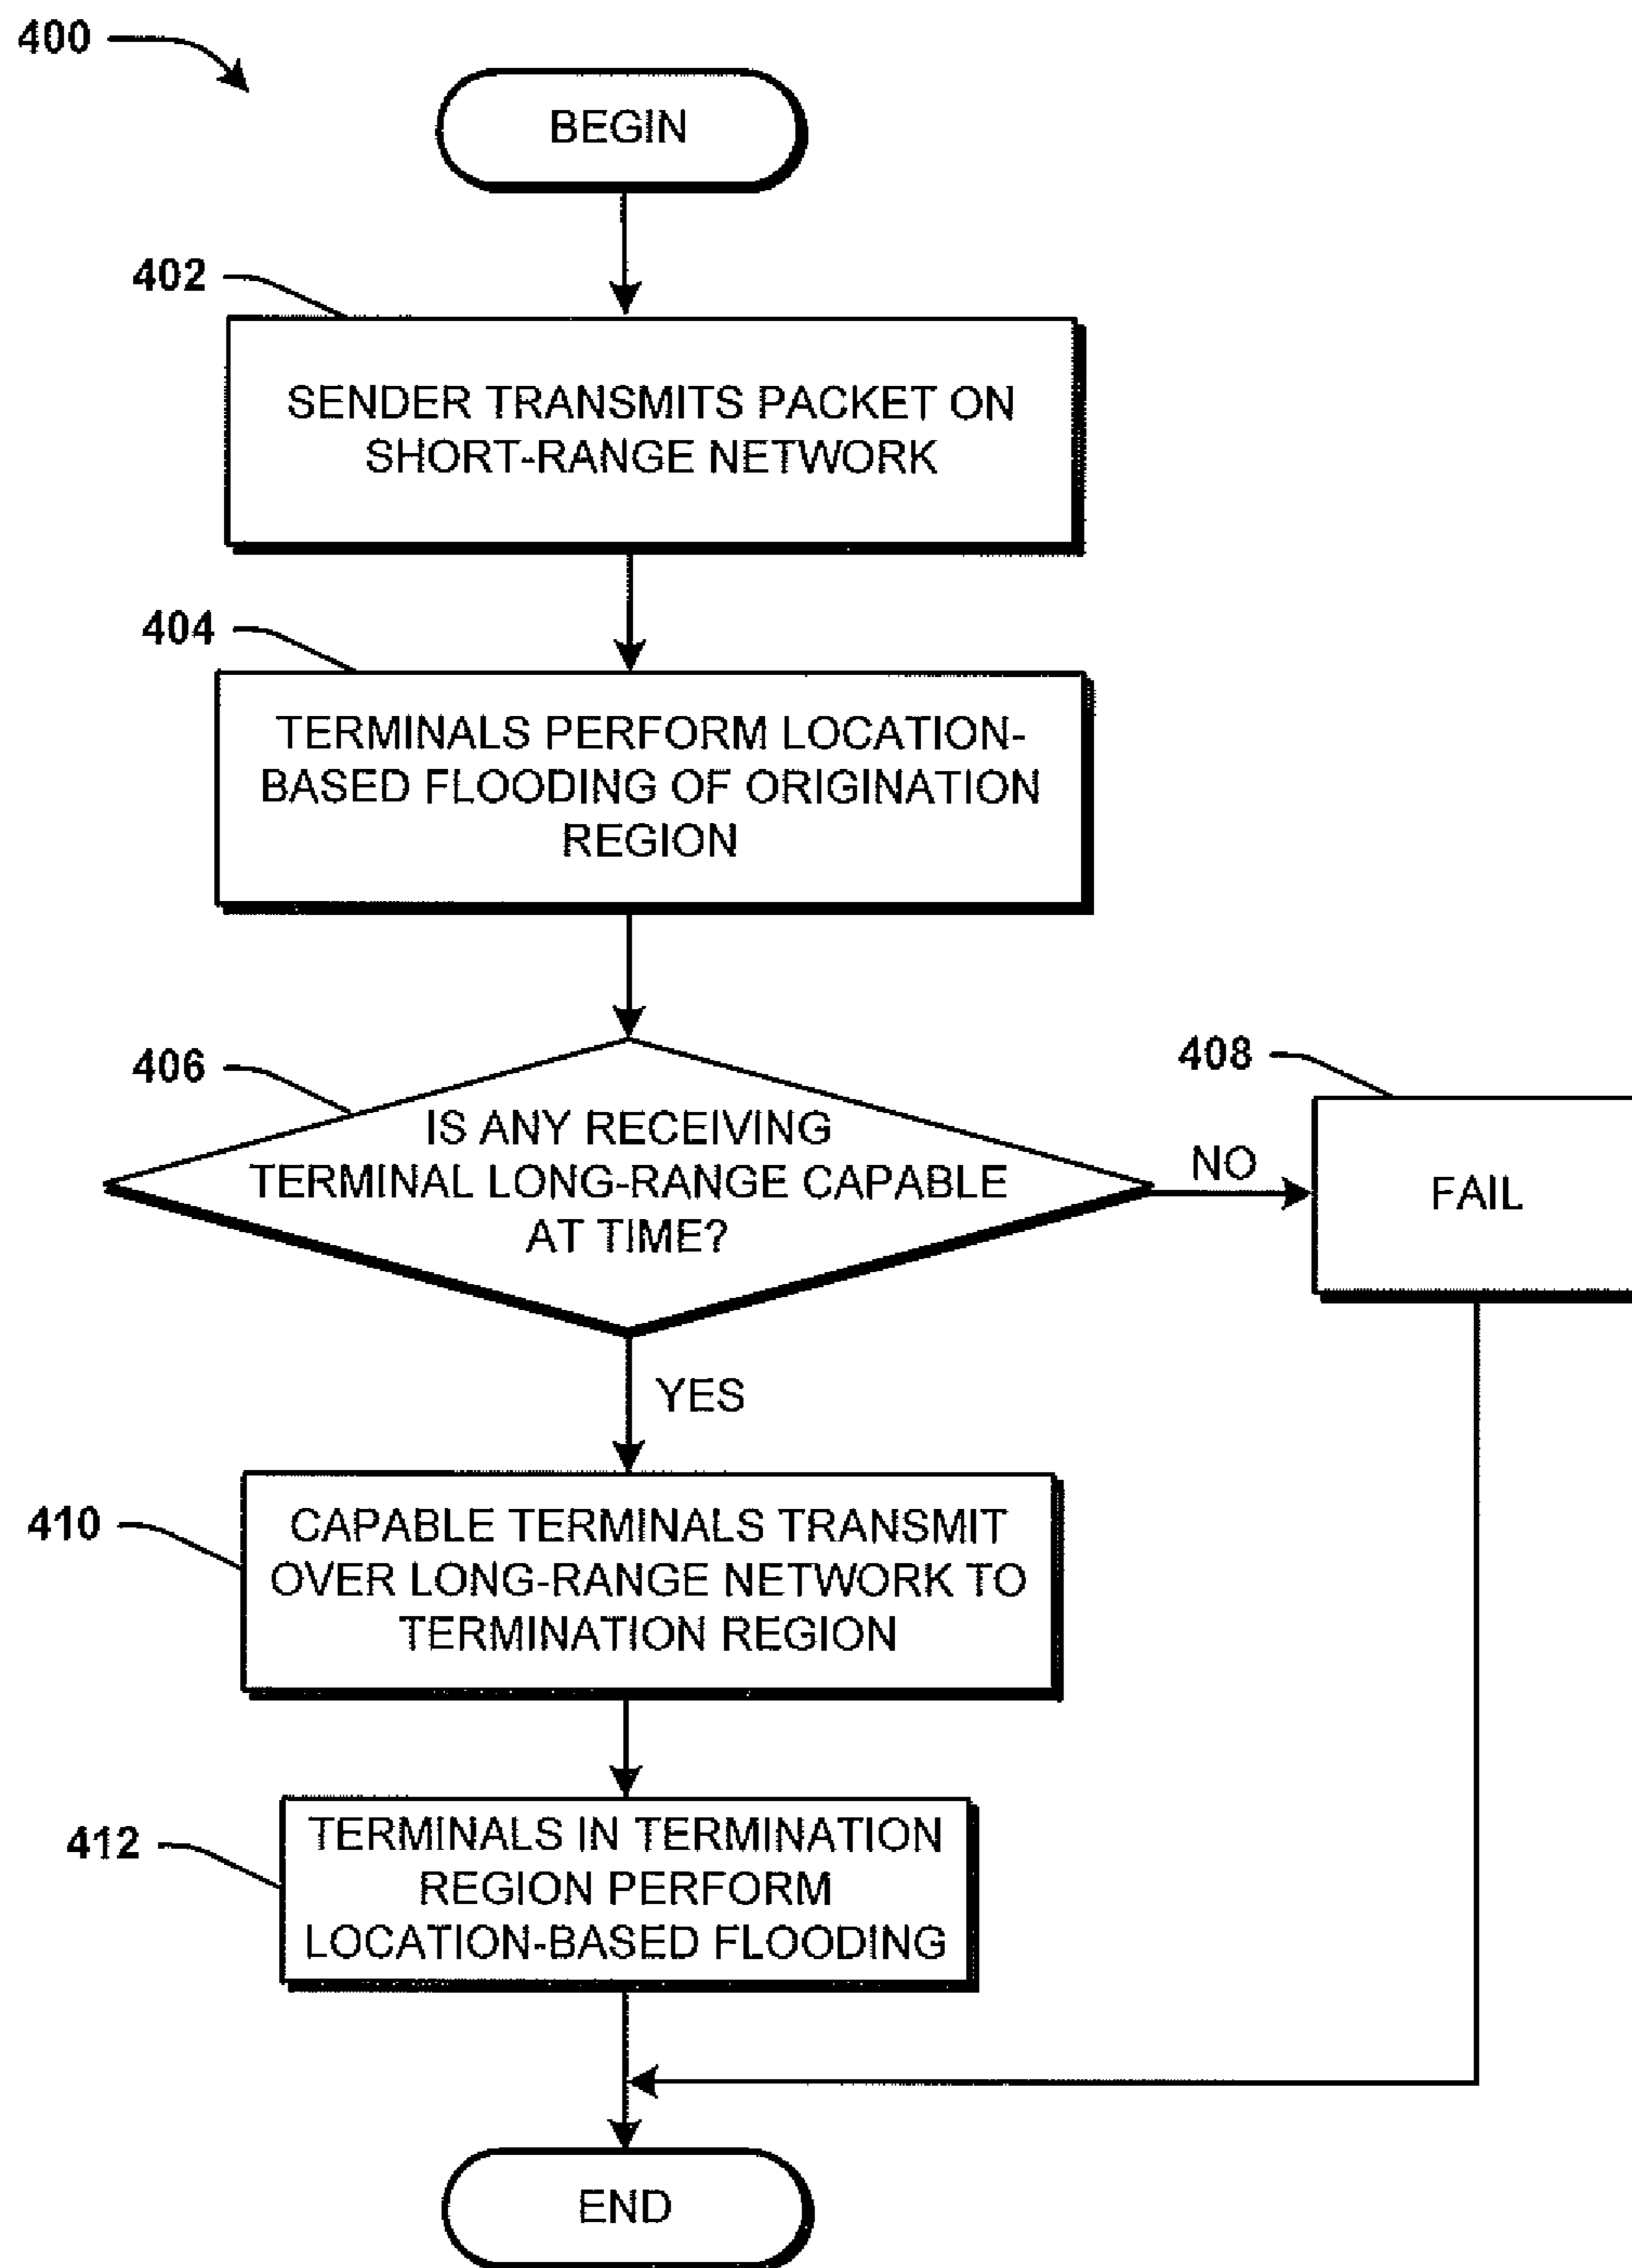 400
BEGIN
402
SENDER TRANSMITS PACKET ON
SHORT-RANGE NETWORK
404
TERMINALS PERFORM LOCATION-
BASED FLOODING OF ORIGINATION
REGION
406
IS ANY RECEIVING
TERMINAL LONG-RANGE CAPABLE
AT TIME?
NO
408
FAIL
YES
410
CAPABLE TERMINALS TRANSMIT
OVER LONG-RANGE NETWORK TO
TERMINATION REGION
412
TERMINALS IN TERMINATION
REGION PERFORM
LOCATION-BASED FLOODING
END